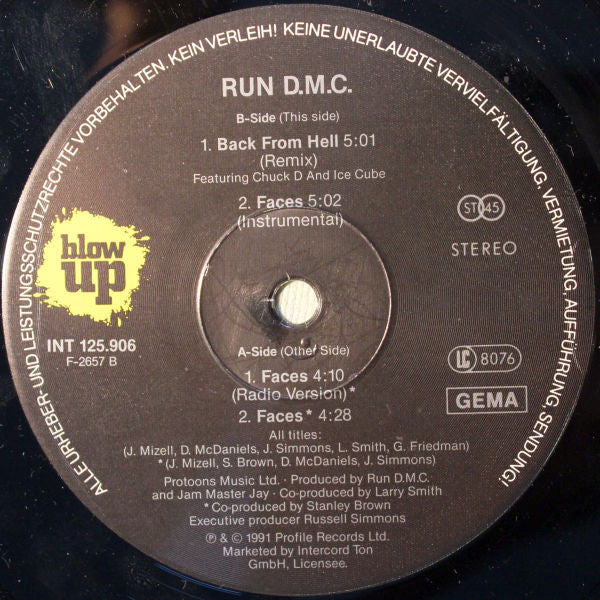 ALLE URHEBER- UND LEISTUNGSSCHUTZRECHTE VORBEHALTEN. KEIN VERLEIH! KEINE UNERLAUBTE VERVIELFÄLTIGUNG, VERMIETUNG, AUFFÜHRUNG, SENDUNG!
RUN D.M.C.
B-Side (This side)
1. Back From Hell 5:01
(Remix)
Featuring Chuck D And Ice Cube
2. Faces 5:02
(Instrumental)
ST 45
STEREO
blow
up
INT 125.906
F-2657 B
A-Side (Other Side)
1. Faces 4:10
(Radio Version)*
2. Faces* 4:28
LC 8076
GEMA
All titles:
(J. Mizell, D. McDaniels, J. Simmons, L. Smith, G. Friedman)
*(J. Mizell, S. Brown, D. McDaniels, J. Simmons)
Protoons Music Ltd. · Produced by Run D.M.C.
and Jam Master Jay · Co-produced by Larry Smith
* Co-produced by Stanley Brown
Executive producer Russell Simmons
℗ & © 1991 Profile Records Ltd.
Marketed by Intercord Ton
GmbH, Licensee.